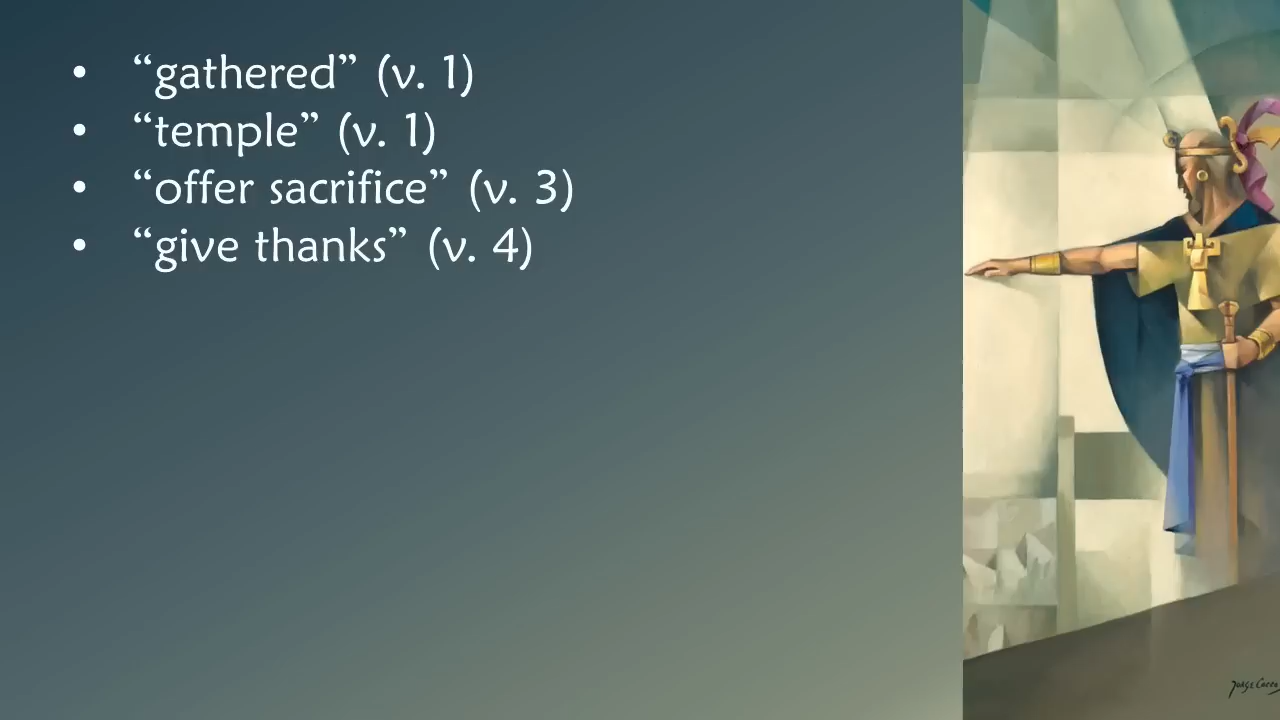 • “gathered” (v. 1)
• “temple” (v. 1)
• “offer sacrifice” (v. 3)
• “give thanks” (v. 4)